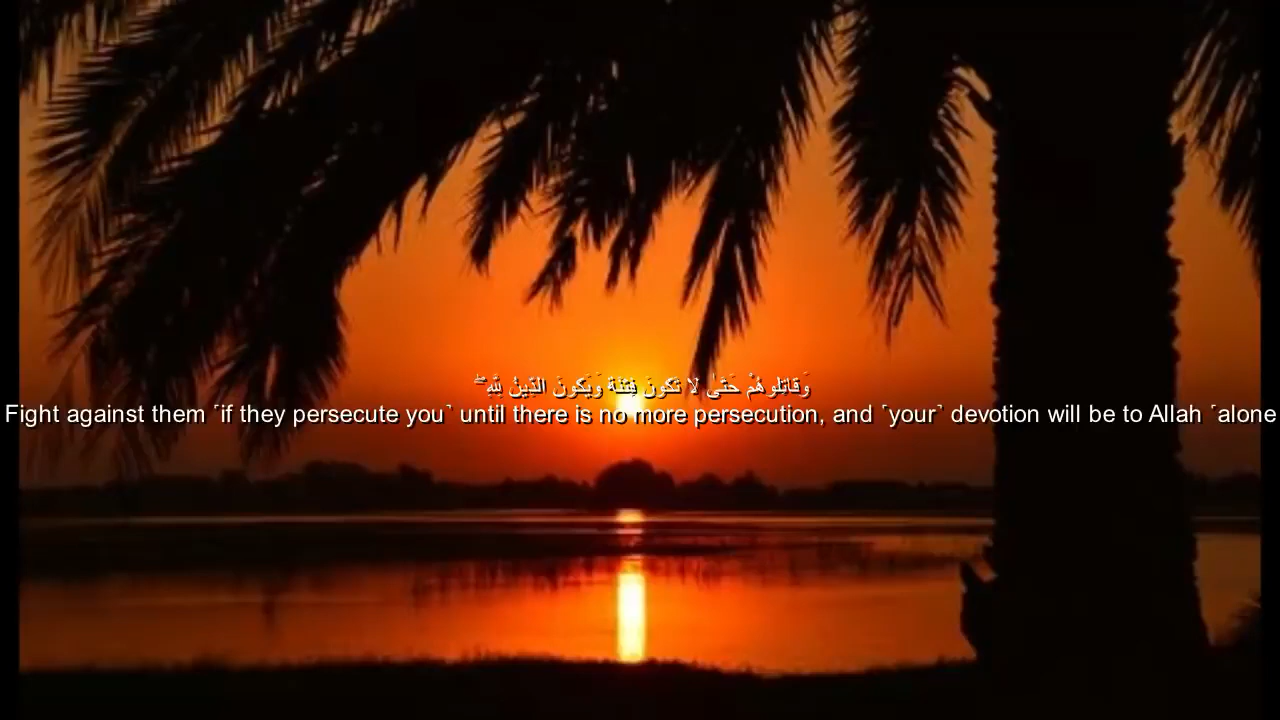 وَقَاتِلُوهُمْ حَتَّىٰ لَا تَكُونَ فِتْنَةٌ وَيَكُونَ الدِّينُ لِلَّهِ ۖ
Fight against them ˹if they persecute you˺ until there is no more persecution, and ˹your˺ devotion will be to Allah ˹alone